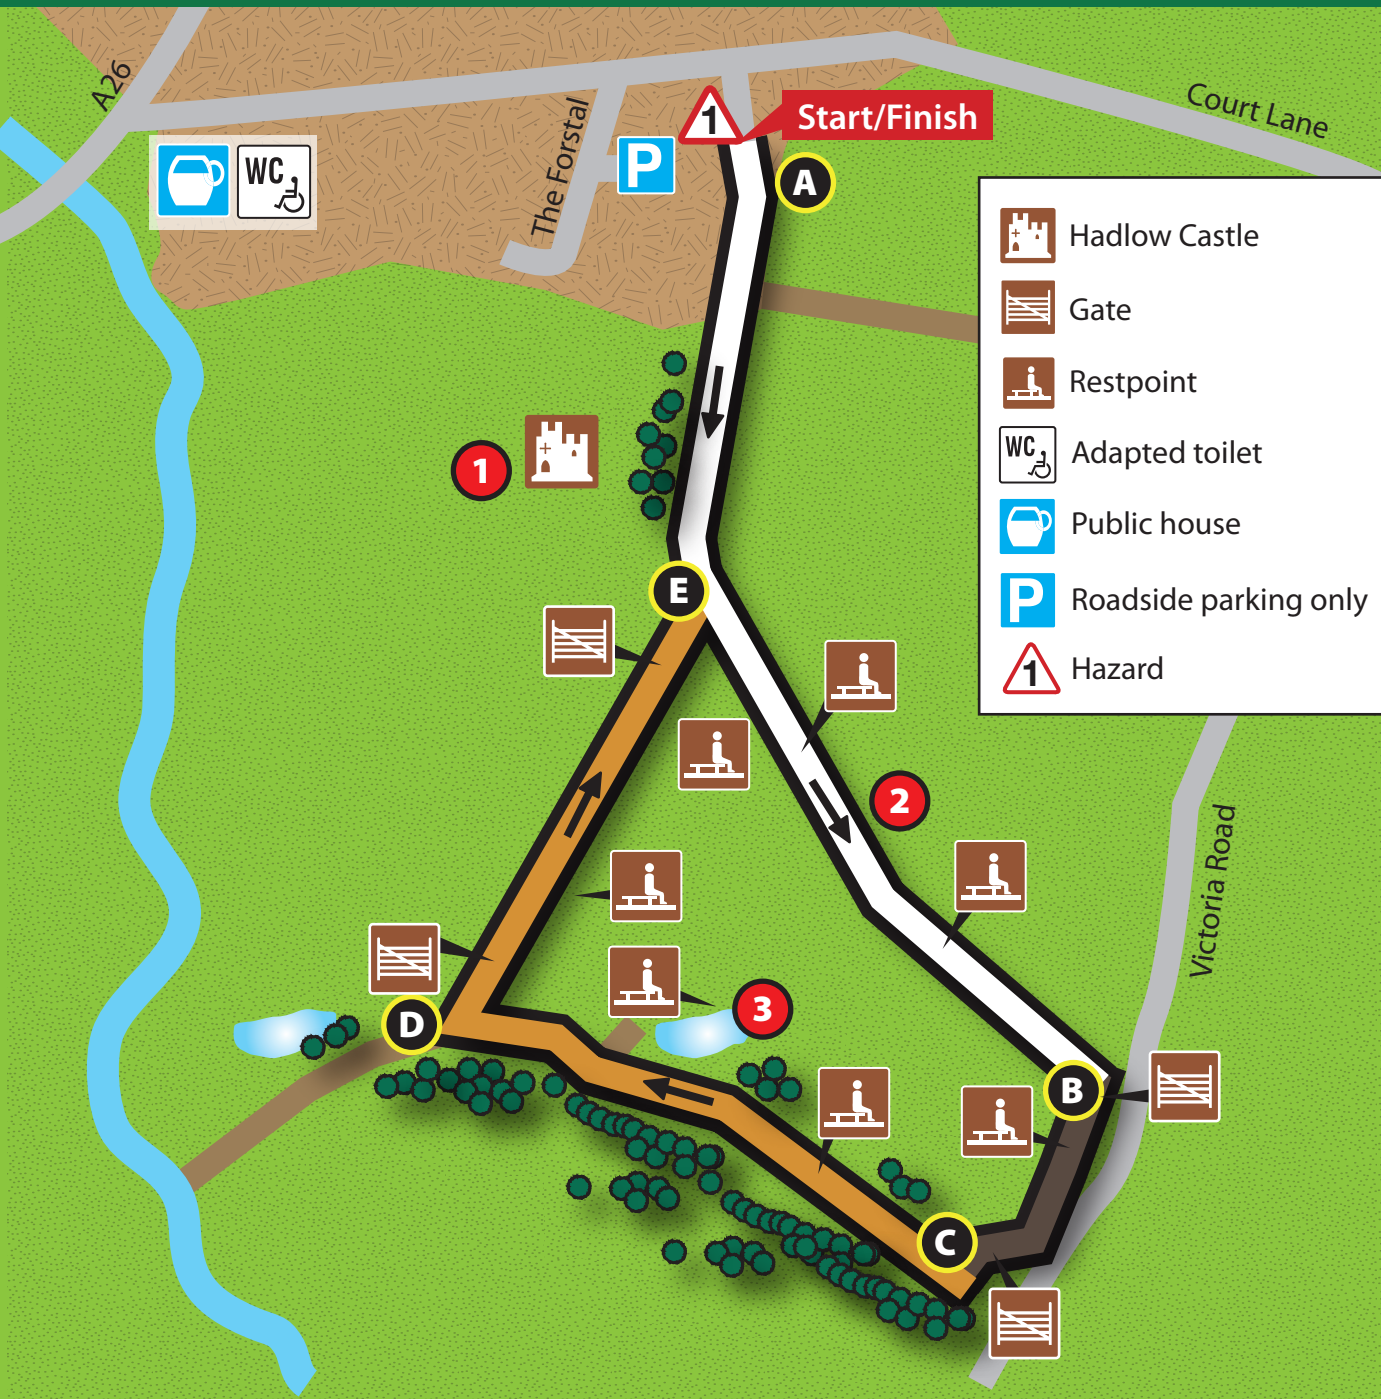 A26
Court Lane
The Forstal
1
Start/Finish
P
WC
A
Hadlow Castle
Gate
Restpoint
WC
Adapted toilet
Public house
P
Roadside parking only
1
Hazard
1
E
2
Victoria Road
3
D
B
C